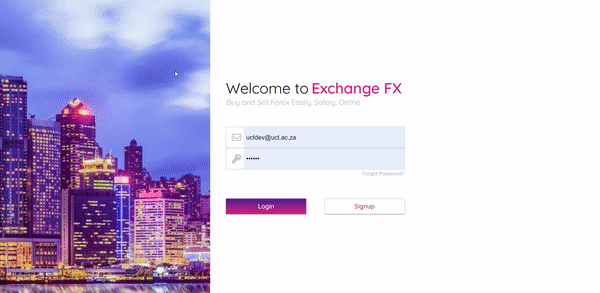 Welcome to Exchange FX
Buy and Sell Forex Easily, Safely, Online
uctdev@uct.ac.za
••••••
Forgot Password?
Login
Signup